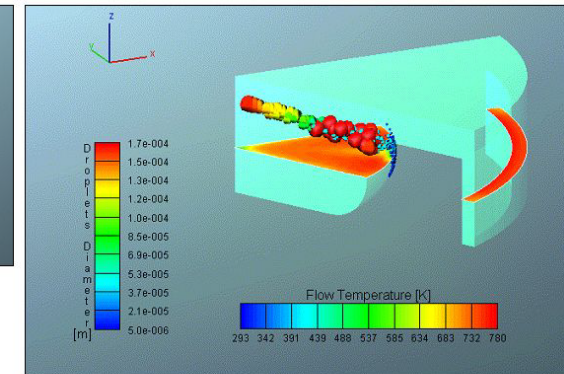 z
y
x
Droplets Diameter
[m]
1.7e-004
1.5e-004
1.3e-004
1.2e-004
1.0e-004
8.5e-005
6.9e-005
5.3e-005
3.7e-005
2.1e-005
5.0e-006
Flow Temperature [K]
293 342 391 439 488 537 585 634 683 732 780